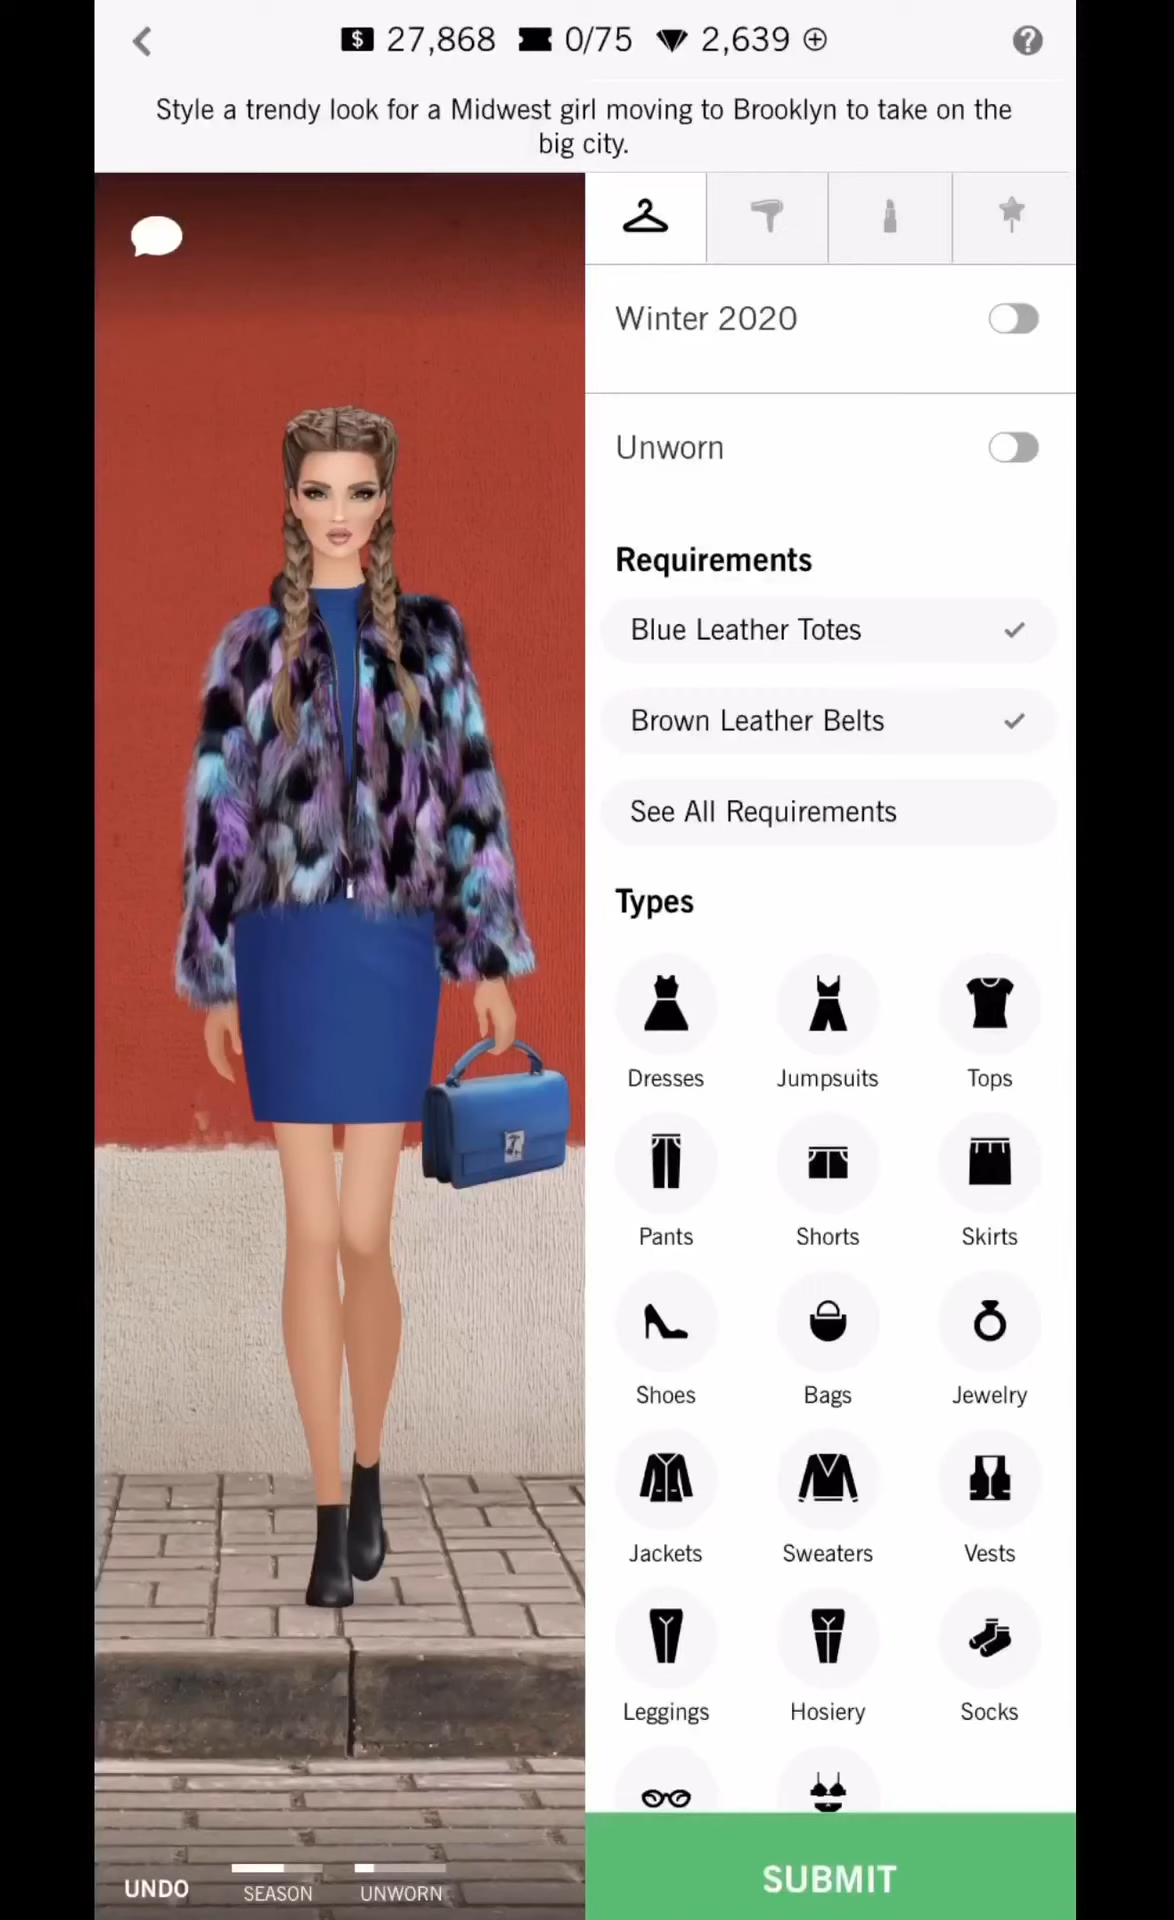 $ 27,868 0/75 2,639
Style a trendy look for a Midwest girl moving to Brooklyn to take on the
big city.
Winter 2020
Unworn
Requirements
Blue Leather Totes
Brown Leather Belts
See All Requirements
Types
Dresses Jumpsuits Tops
Pants Shorts Skirts
Shoes Bags Jewelry
Jackets Sweaters Vests
Leggings Hosiery Socks
UNDO SEASON UNWORN
SUBMIT